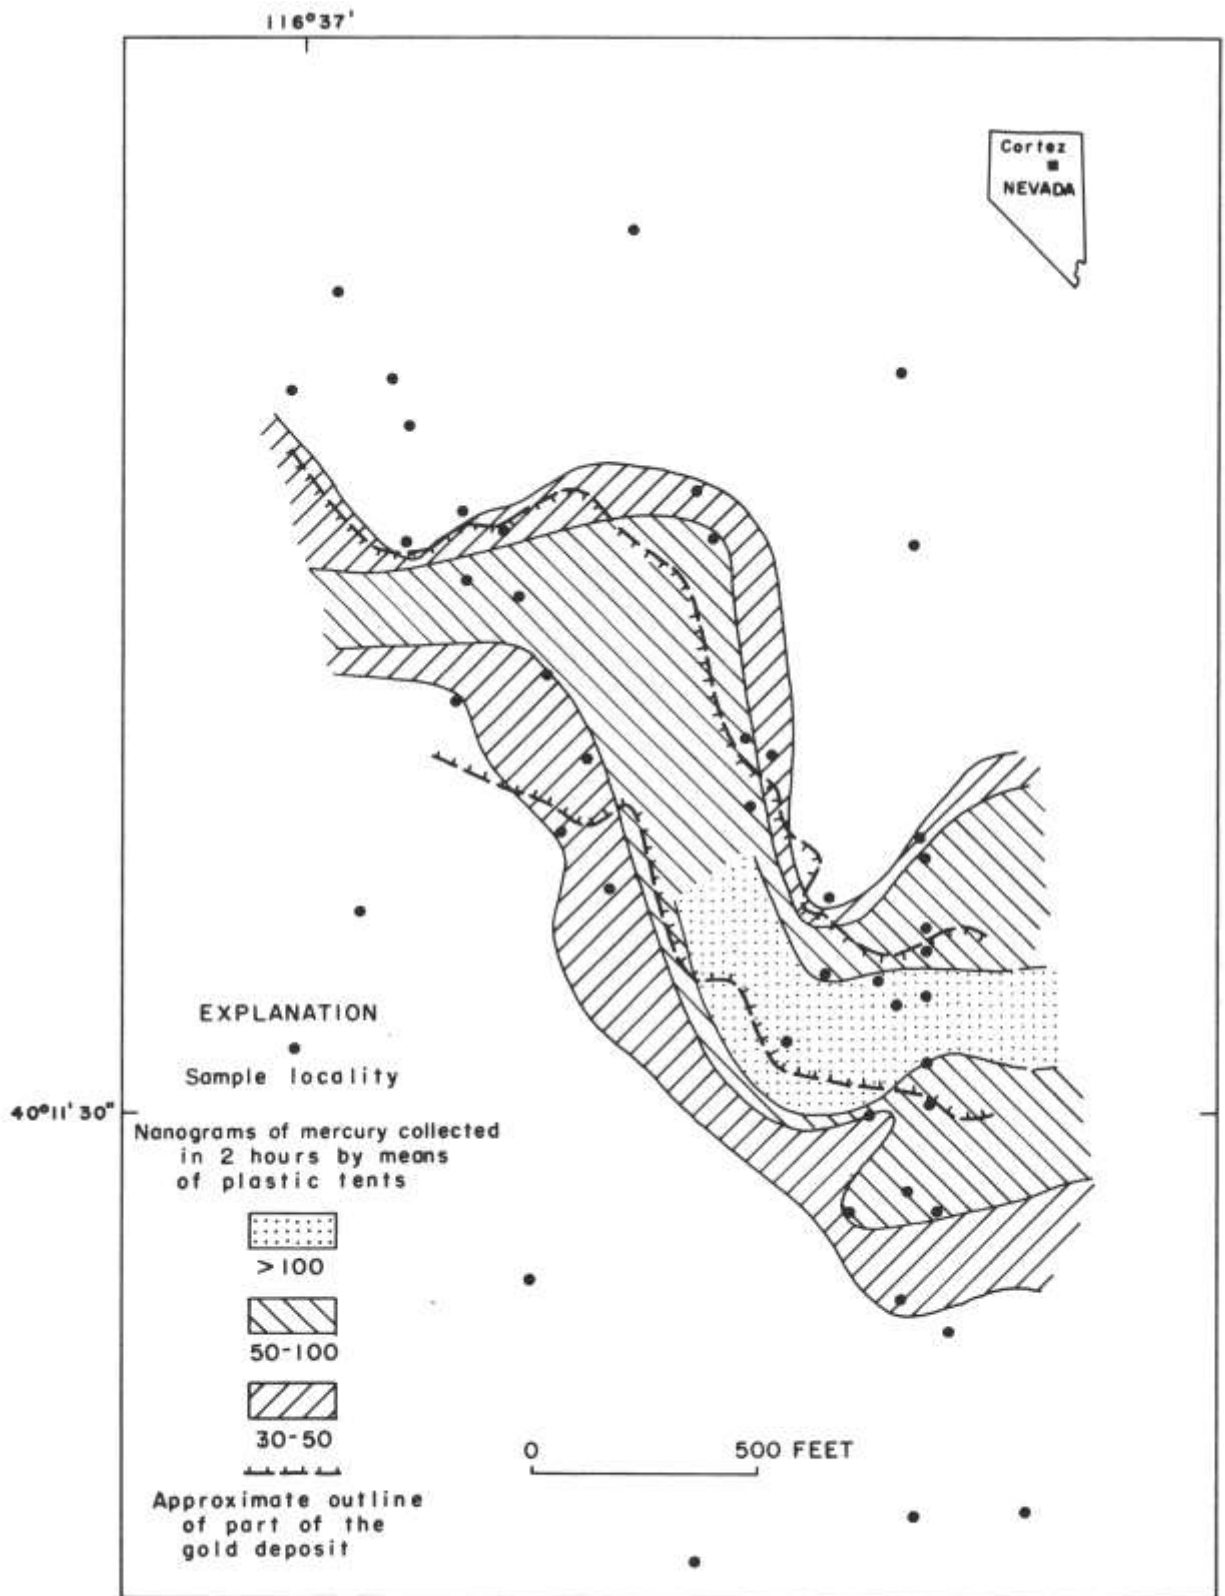 116°37'
Cortez
NEVADA
EXPLANATION
Sample locality
40°11'30"
Nanograms of mercury collected
in 2 hours by means
of plastic tents
>100
50-100
30-50
0 500 FEET
Approximate outline
of part of the
gold deposit